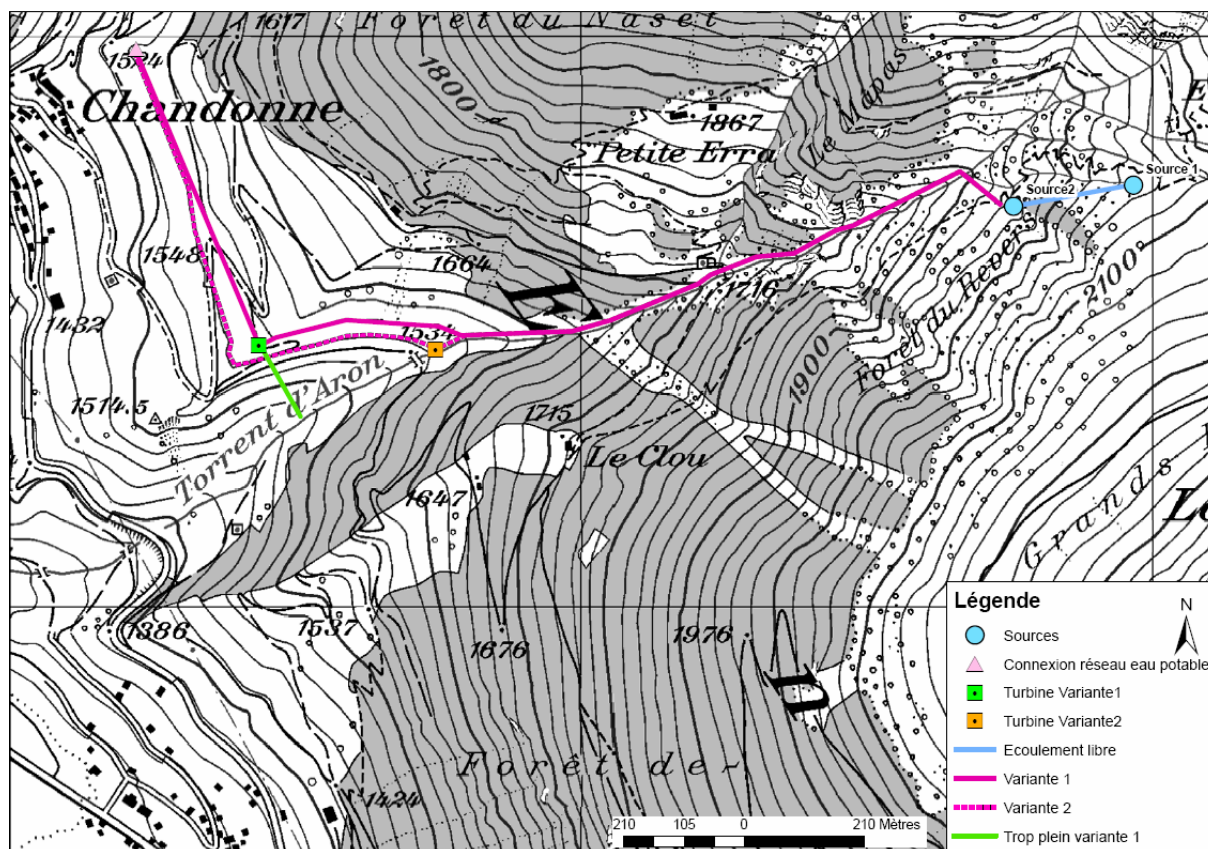 1617
Forêt du Naset
1524
Chandonne
1800
1867
Petite Erra
Le Mapas
Source 1
Source2
1548
1664
1716
Forêt du Repers
2100
1432
1534
1900
1514.5
Torrent d'Aron
1715
Le Clou
1647
Grands
1386
1537
1676
1976
Forêt de
1424
Légende
N
Sources
Connexion réseau eau potable
Turbine Variante1
Turbine Variante2
Ecoulement libre
Variante 1
Variante 2
Trop plein variante 1
210 105 0 210 Mètres